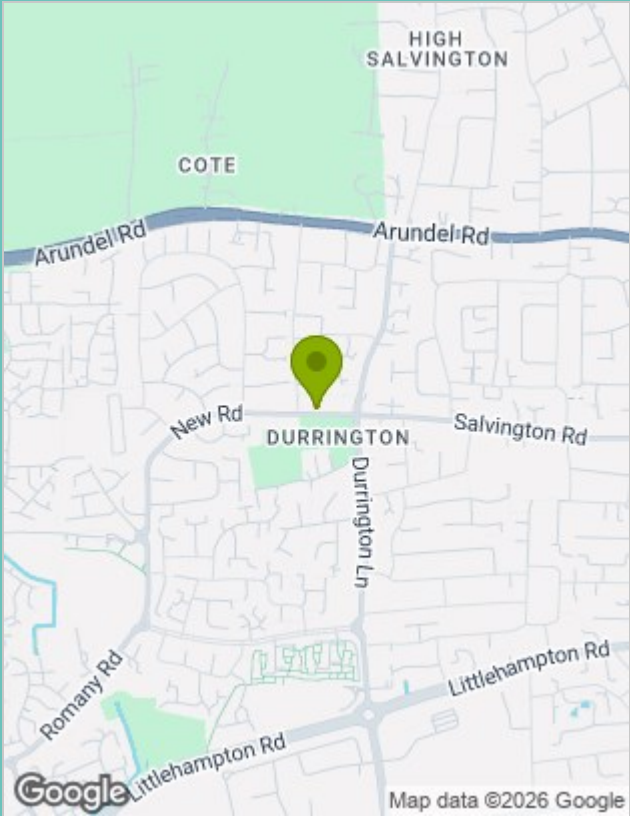 HIGH
SALVINGTON
COTE
Arundel Rd
Arundel Rd
New Rd
Salvington Rd
DURRINGTON
Durrington Ln
Romany Rd
Littlehampton Rd
Littlehampton Rd
Google
Map data ©2026 Google